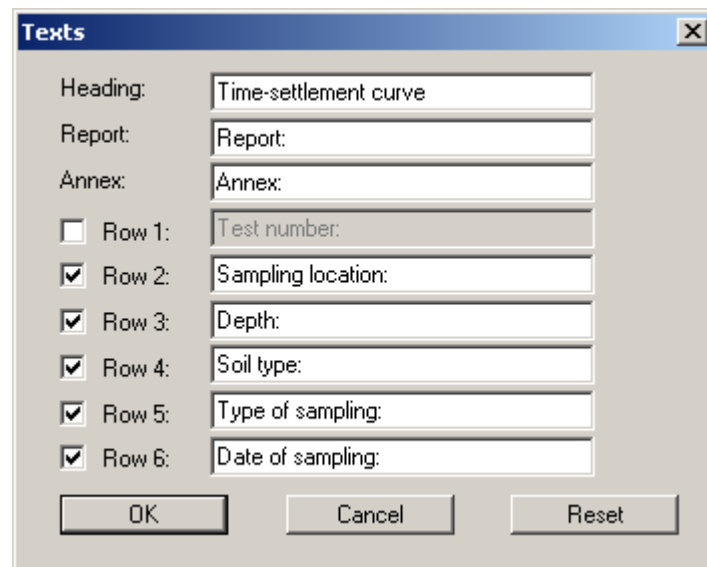 Texts
Heading: Time-settlement curve
Report: Report:
Annex: Annex:
Row 1: Test number:
Row 2: Sampling location:
Row 3: Depth:
Row 4: Soil type:
Row 5: Type of sampling:
Row 6: Date of sampling:
OK Cancel Reset